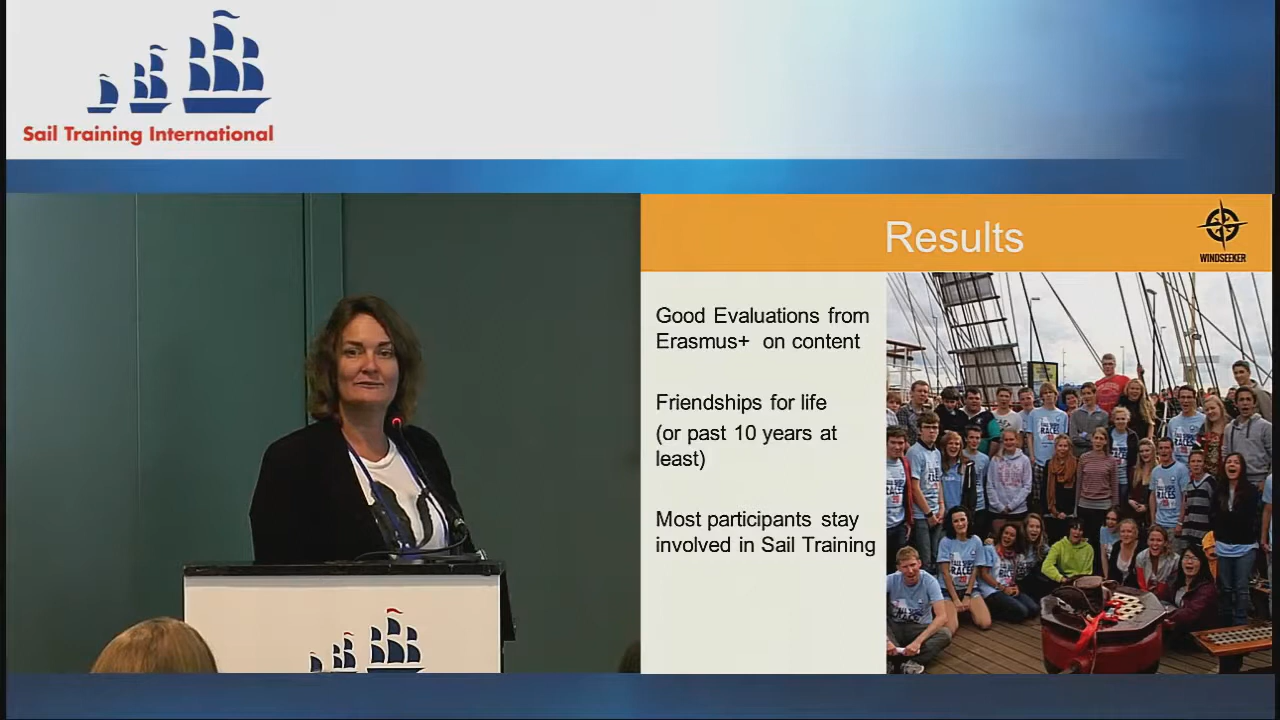 Sail Training International
Results
WINDSEEKER
Good Evaluations from
Erasmus+ on content
Friendships for life
(or past 10 years at
least)
Most participants stay
involved in Sail Training